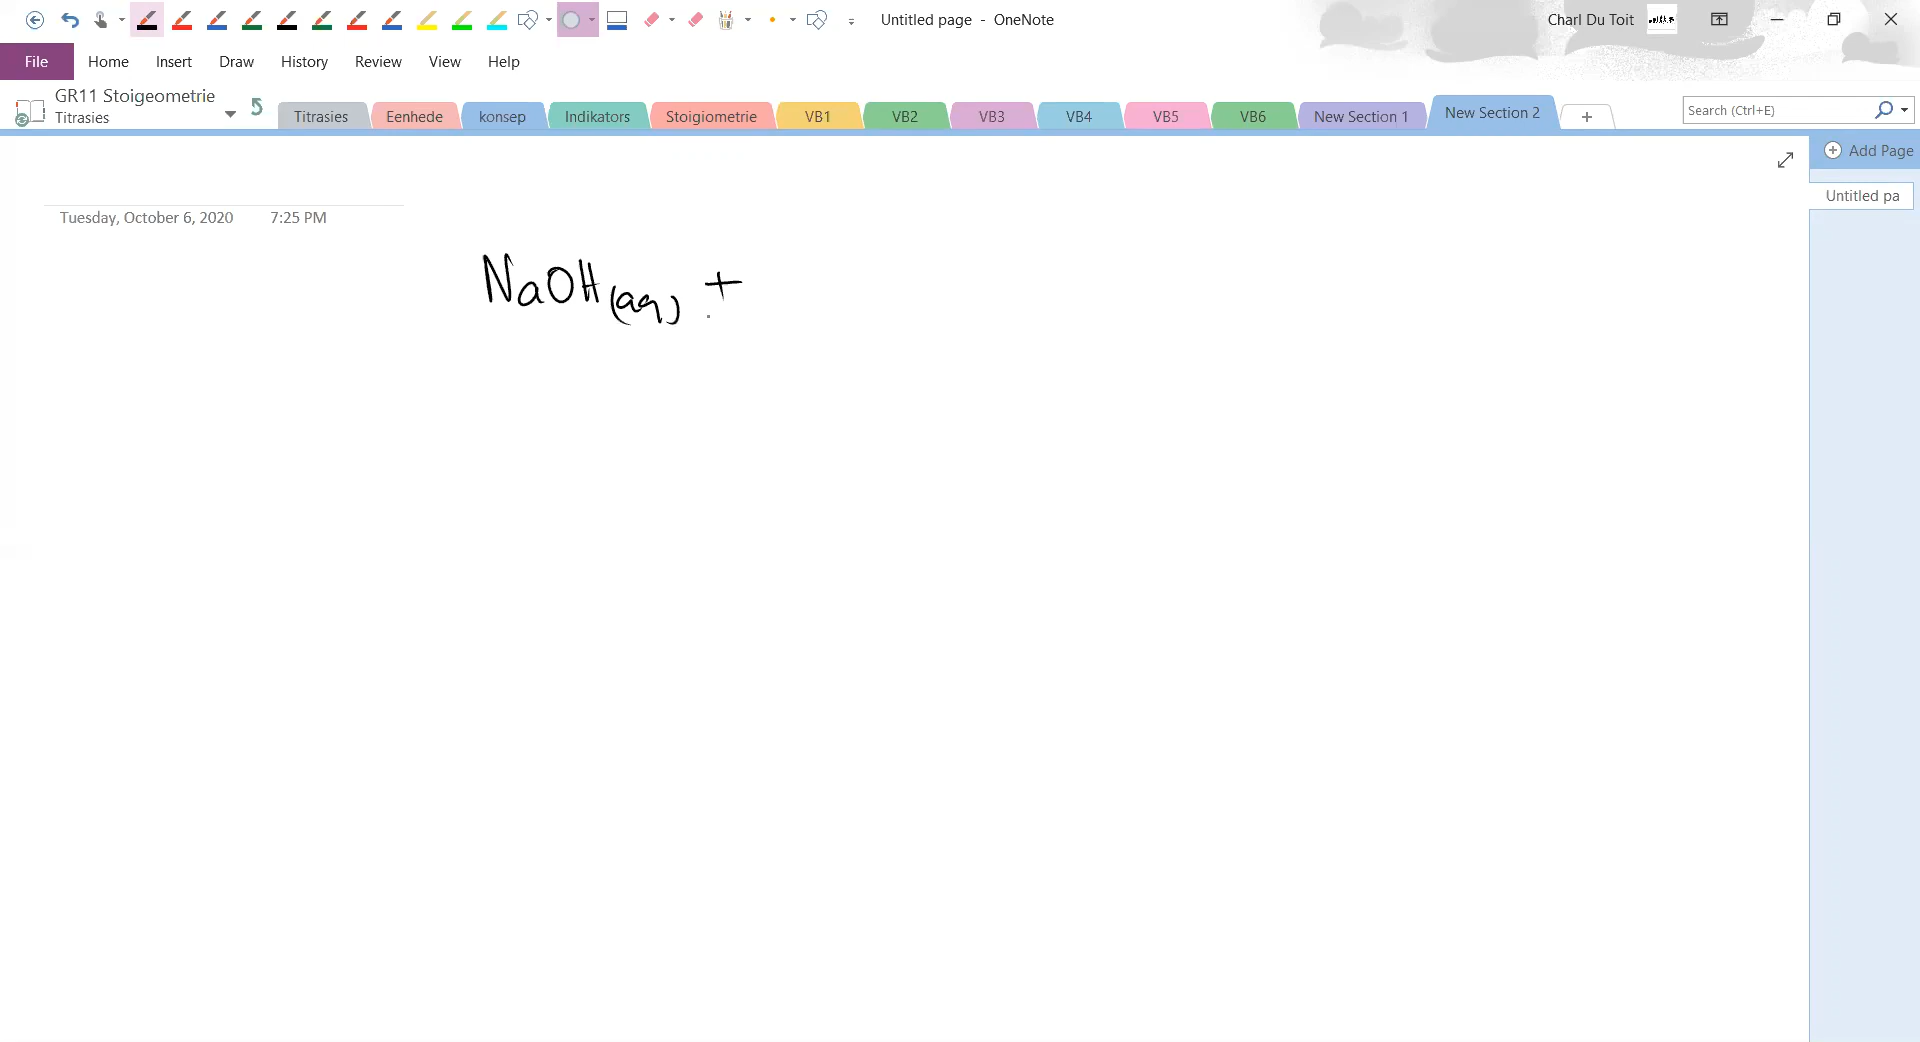 Untitled page - OneNote
Charl Du Toit
File Home Insert Draw History Review View Help
GR11 Stoigeometrie
Titrasies
Titrasies Eenhede konsep Indikators Stoigiometrie VB1 VB2 VB3 VB4 VB5 VB6 New Section 1 New Section 2
Search (Ctrl+E)
Add Page
Untitled pa
Tuesday, October 6, 2020 7:25 PM
NaOH(aq) +